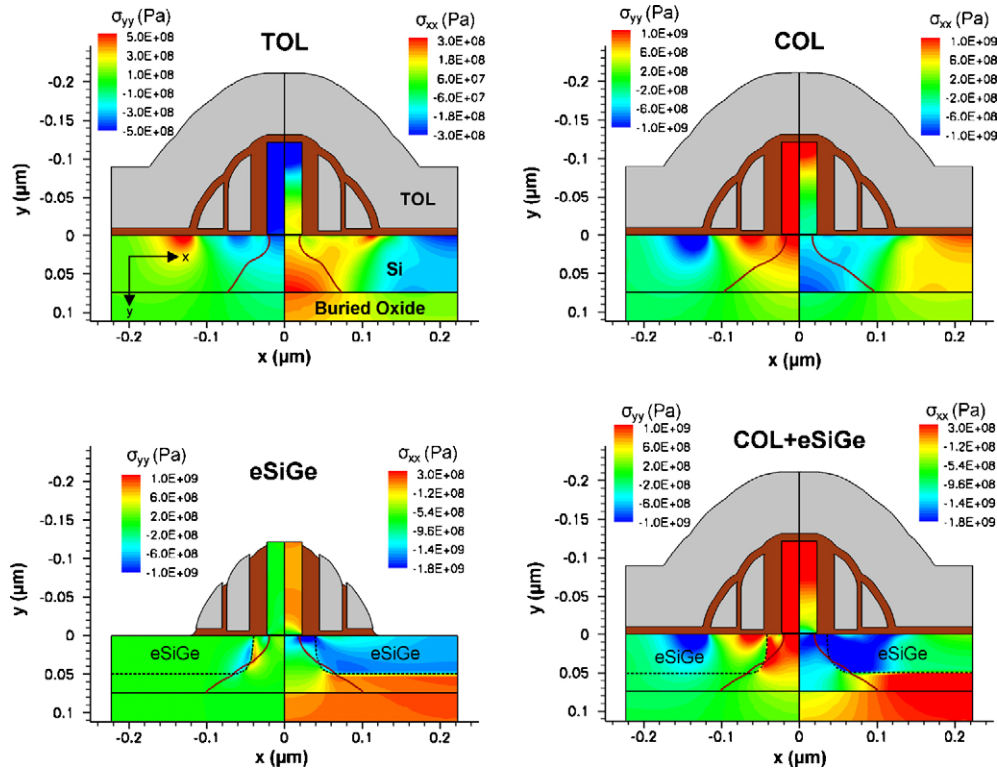 σyy (Pa)
5.0E+08
3.0E+08
1.0E+08
-1.0E+08
-3.0E+08
-5.0E+08
TOL
σxx (Pa)
3.0E+08
1.8E+08
6.0E+07
-6.0E+07
-1.8E+08
-3.0E+08
-0.2
-0.15
-0.1
-0.05
0
0.05
0.1
y (µm)
TOL
x
y
Si
Buried Oxide
-0.2
-0.1
0
0.1
0.2
x (µm)
σyy (Pa)
1.0E+09
6.0E+08
2.0E+08
-2.0E+08
-6.0E+08
-1.0E+09
COL
σxx (Pa)
1.0E+09
6.0E+08
2.0E+08
-2.0E+08
-6.0E+08
-1.0E+09
-0.2
-0.15
-0.1
-0.05
0
0.05
0.1
y (µm)
-0.2
-0.1
0
0.1
0.2
x (µm)
σyy (Pa)
1.0E+09
6.0E+08
2.0E+08
-2.0E+08
-6.0E+08
-1.0E+09
eSiGe
σxx (Pa)
3.0E+08
-1.2E+08
-5.4E+08
-9.6E+08
-1.4E+09
-1.8E+09
-0.2
-0.15
-0.1
-0.05
0
0.05
0.1
y (µm)
eSiGe
eSiGe
-0.2
-0.1
0
0.1
0.2
x (µm)
σyy (Pa)
1.0E+09
6.0E+08
2.0E+08
-2.0E+08
-6.0E+08
-1.0E+09
COL+eSiGe
σxx (Pa)
3.0E+08
-1.2E+08
-5.4E+08
-9.6E+08
-1.4E+09
-1.8E+09
-0.2
-0.15
-0.1
-0.05
0
0.05
0.1
y (µm)
eSiGe
eSiGe
-0.2
-0.1
0
0.1
0.2
x (µm)